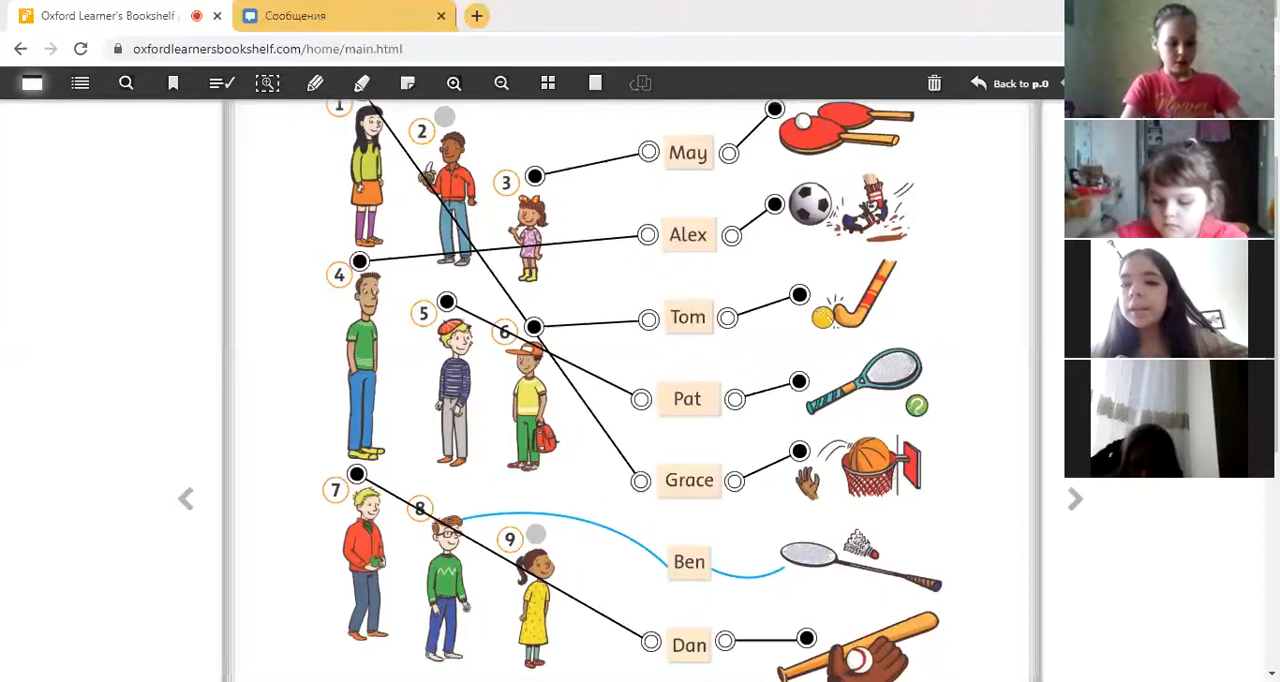 Oxford Learner's Bookshelf
Сообщения
oxfordlearnersbookshelf.com/home/main.html
Back to p.0
1
2
3
May
Alex
4
5
6
Tom
Pat
Grace
7
8
9
Ben
Dan